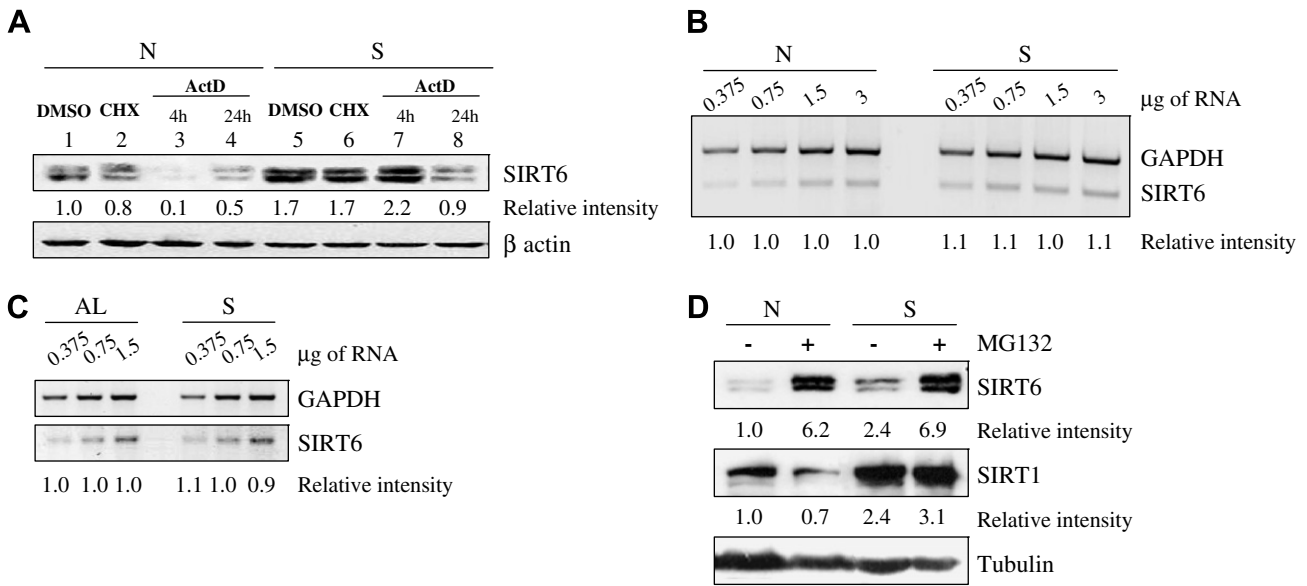 A
N S
ActD ActD
DMSO CHX 4h 24h DMSO CHX 4h 24h
1 2 3 4 5 6 7 8
SIRT6
1.0 0.8 0.1 0.5 1.7 1.7 2.2 0.9 Relative intensity
β actin
B
N S
0.375 0.75 1.5 3 0.375 0.75 1.5 3 μg of RNA
GAPDH
SIRT6
1.0 1.0 1.0 1.0 1.1 1.1 1.0 1.1 Relative intensity
C
AL S
0.375 0.75 1.5 0.375 0.75 1.5 μg of RNA
GAPDH
SIRT6
1.0 1.0 1.0 1.1 1.0 0.9 Relative intensity
D
N S
- + - + MG132
SIRT6
1.0 6.2 2.4 6.9 Relative intensity
SIRT1
1.0 0.7 2.4 3.1 Relative intensity
Tubulin